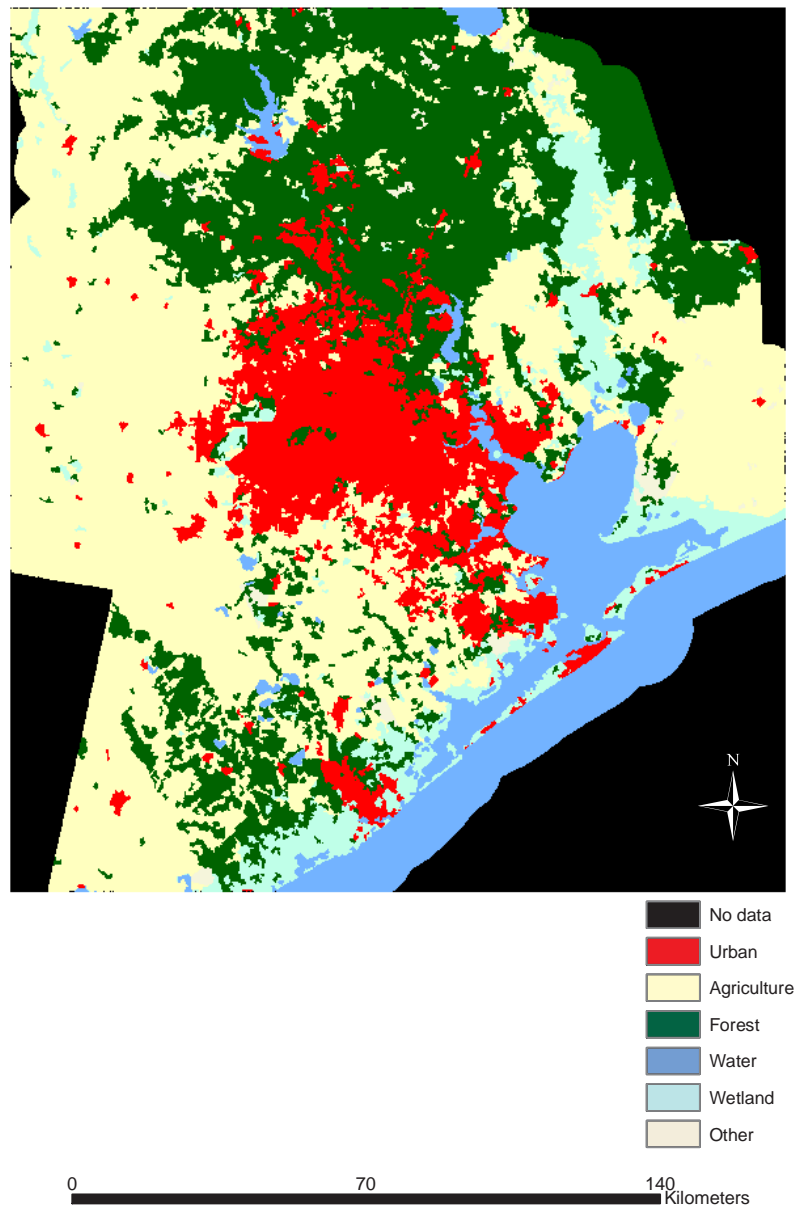 N
No data
Urban
Agriculture
Forest
Water
Wetland
Other
0 70 140
Kilometers